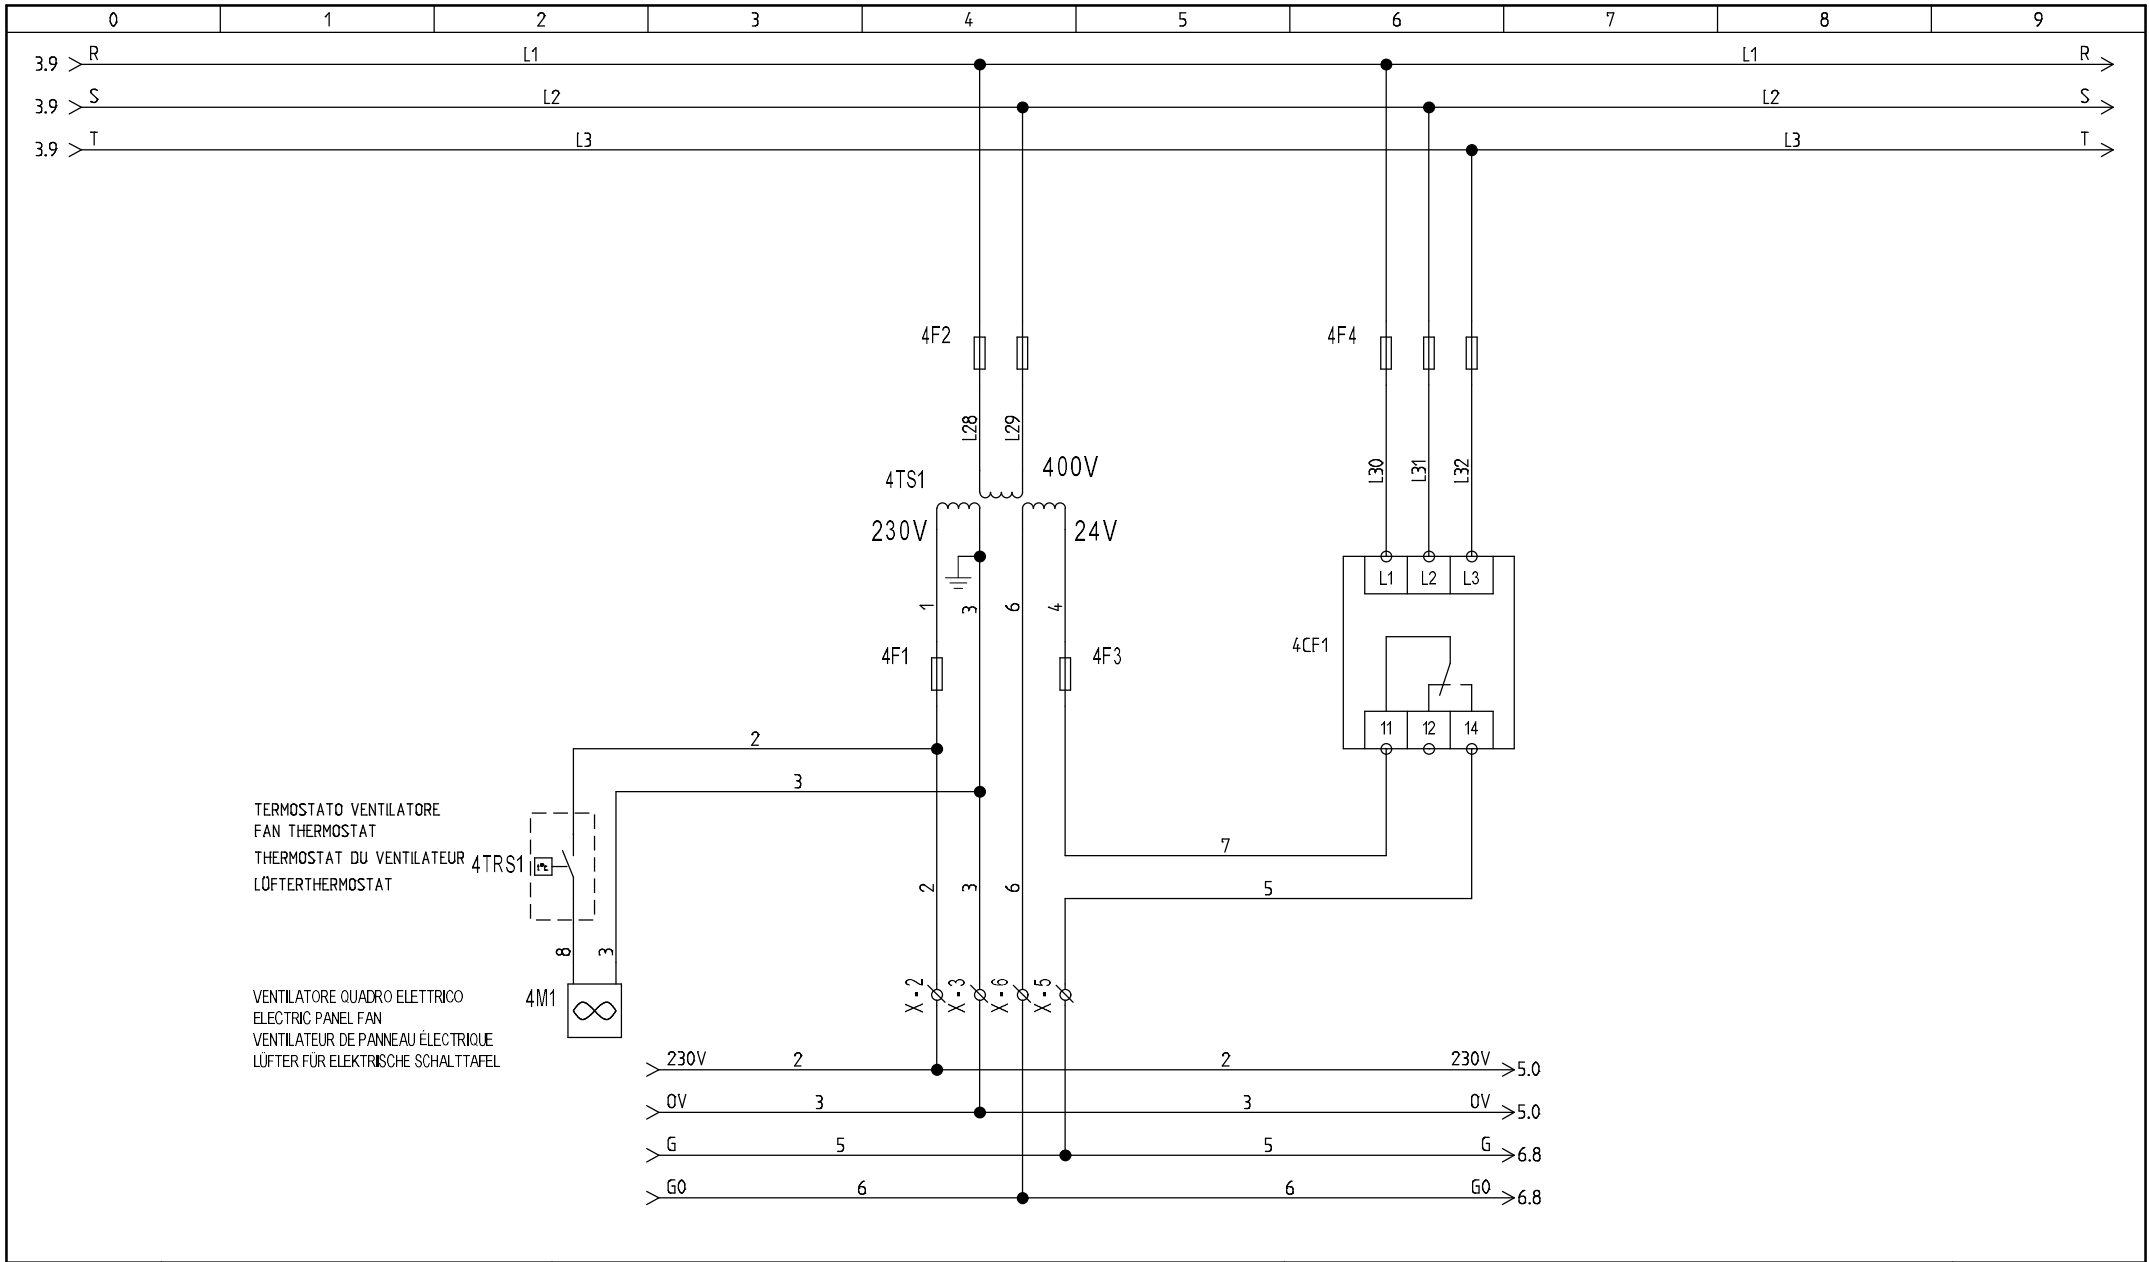 0 1 2 3 4 5 6 7 8 9
3.9 R L1 L1 R
3.9 S L2 L2 S
3.9 T L3 L3 T
4F2 4F4
L28 L29
400V
4TS1
L30 L31 L32
230V 24V
L1 L2 L3
1 3 6 4
4CF1
4F1 4F3
11 12 14
2
3
TERMOSTATO VENTILATORE
FAN THERMOSTAT
THERMOSTAT DU VENTILATEUR
LÜFTERTHERMOSTAT
4TRS1
7
2 3 6
5
8 3
VENTILATORE QUADRO ELETTRICO
ELECTRIC PANEL FAN
VENTILATEUR DE PANNEAU ÉLECTRIQUE
LÜFTER FÜR ELEKTRISCHE SCHALTTAFEL
4M1
X-2 X-3 X-6 X-5
230V 2 2 230V 5.0
0V 3 3 0V 5.0
G 5 5 G 6.8
G0 6 6 G0 6.8